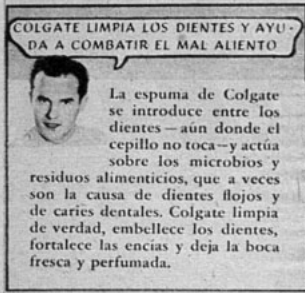 COLGATE LIMPIA LOS DIENTES Y AYU-
DA A COMBATIR EL MAL ALIENTO
La espuma de Colgate
se introduce entre los
dientes—aún donde el
cepillo no toca—y actúa
sobre los microbios y
residuos alimenticios, que a veces
son la causa de dientes flojos y
de caries dentales. Colgate limpia
de verdad, embellece los dientes,
fortalece las encías y deja la boca
fresca y perfumada.